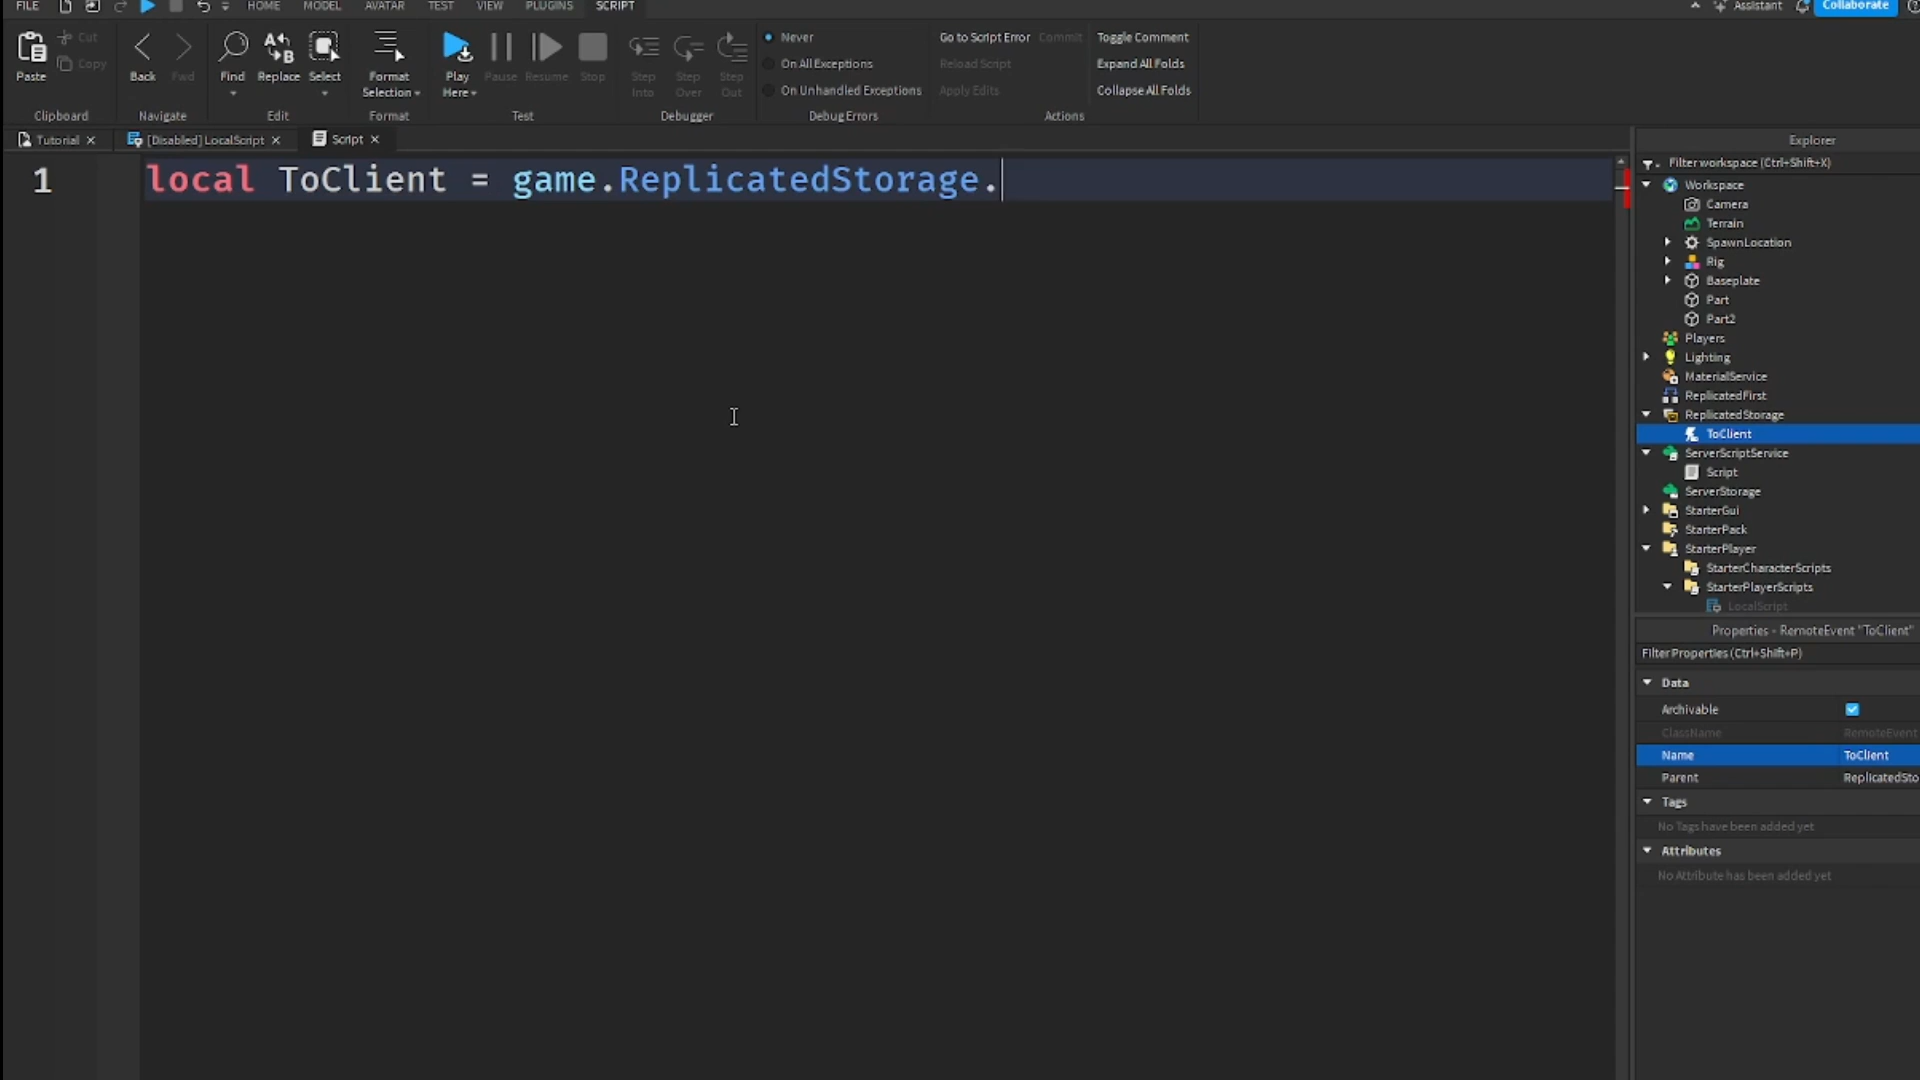 FILE HOME MODEL AVATAR TEST VIEW PLUGINS SCRIPT Assistant Collaborate
Paste Cut Copy
Clipboard
Back Fwd
Navigate
Find Replace Select
Edit
Format Selection
Format
Play Here Pause Resume Stop
Test
Step Into Step Over Step Out
Debugger
Never
On All Exceptions
On Unhandled Exceptions
Debug Errors
Go to Script Error Commit
Reload Script
Apply Edits
Toggle Comment
Expand All Folds
Collapse All Folds
Actions
Tutorial [Disabled] LocalScript Script
1 local ToClient = game.ReplicatedStorage.
Explorer
Filter workspace (Ctrl+Shift+X)
Workspace
Camera
Terrain
SpawnLocation
Rig
Baseplate
Part
Part2
Players
Lighting
MaterialService
ReplicatedFirst
ReplicatedStorage
ToClient
ServerScriptService
Script
ServerStorage
StarterGui
StarterPack
StarterPlayer
StarterCharacterScripts
StarterPlayerScripts
LocalScript
Properties - RemoteEvent "ToClient"
Filter Properties (Ctrl+Shift+P)
Data
Archivable
ClassName RemoteEvent
Name ToClient
Parent ReplicatedSto
Tags
No Tags have been added yet
Attributes
No Attribute has been added yet